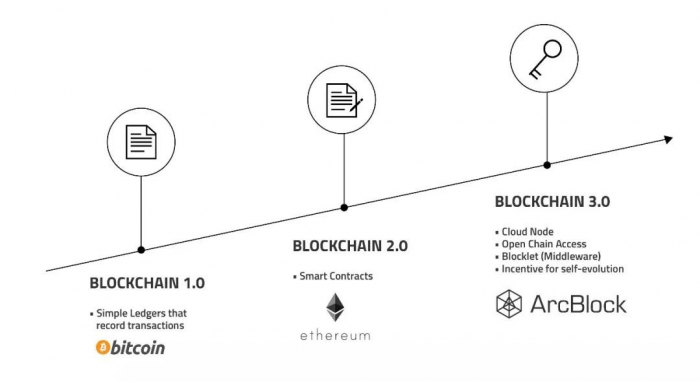 BLOCKCHAIN 1.0
▪ Simple Ledgers that
record transactions
bitcoin
BLOCKCHAIN 2.0
▪ Smart Contracts
ethereum
BLOCKCHAIN 3.0
▪ Cloud Node
▪ Open Chain Access
▪ Blocklet (Middleware)
▪ Incentive for self-evolution
ArcBlock